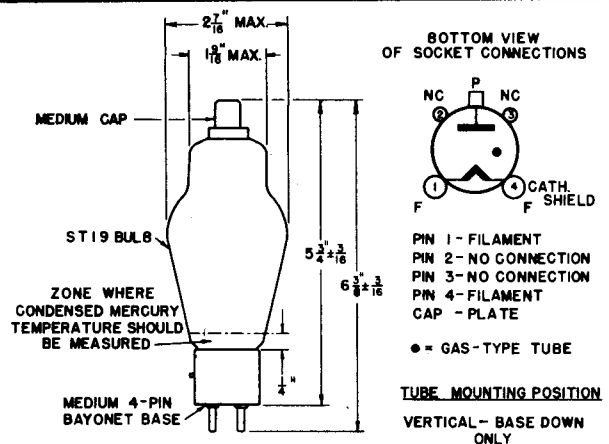 2 7/16" MAX.
1 9/16" MAX.
MEDIUM CAP
ST19 BULB
5 3/4" ± 3/16
6 3/8" ± 3/16
ZONE WHERE
CONDENSED MERCURY
TEMPERATURE SHOULD
BE MEASURED
1/4"
MEDIUM 4-PIN
BAYONET BASE
BOTTOM VIEW
OF SOCKET CONNECTIONS
P
NC
NC
2
3
1
4
CATH.
SHIELD
F
F
PIN 1 - FILAMENT
PIN 2 - NO CONNECTION
PIN 3 - NO CONNECTION
PIN 4 - FILAMENT
CAP - PLATE
● = GAS-TYPE TUBE
TUBE MOUNTING POSITION
VERTICAL - BASE DOWN
ONLY